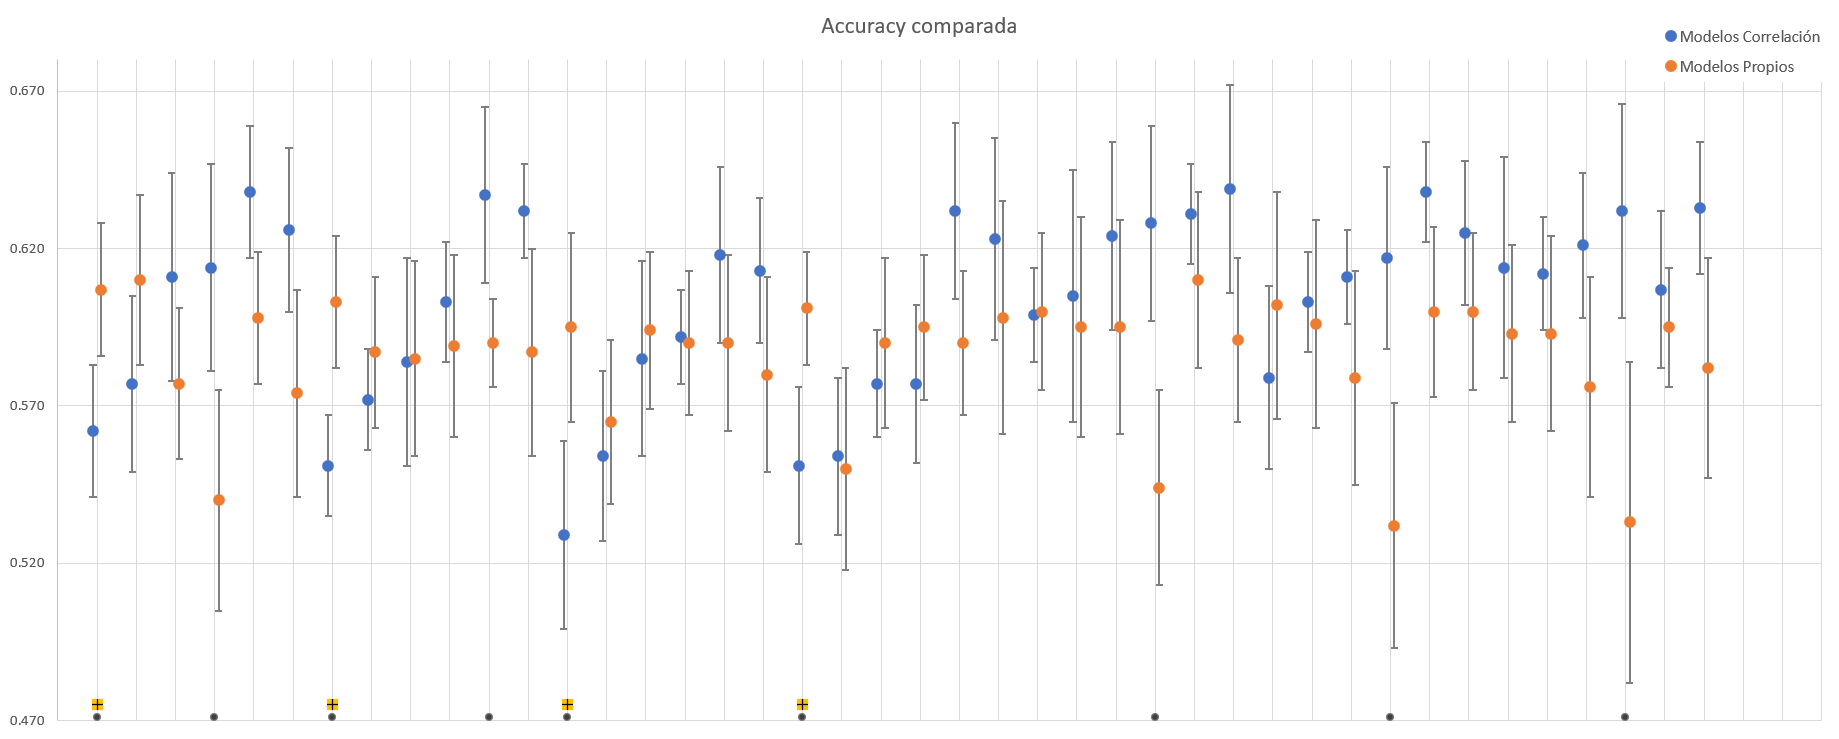 Accuracy comparada
Modelos Correlación
Modelos Propios
0.670
0.620
0.570
0.520
0.470